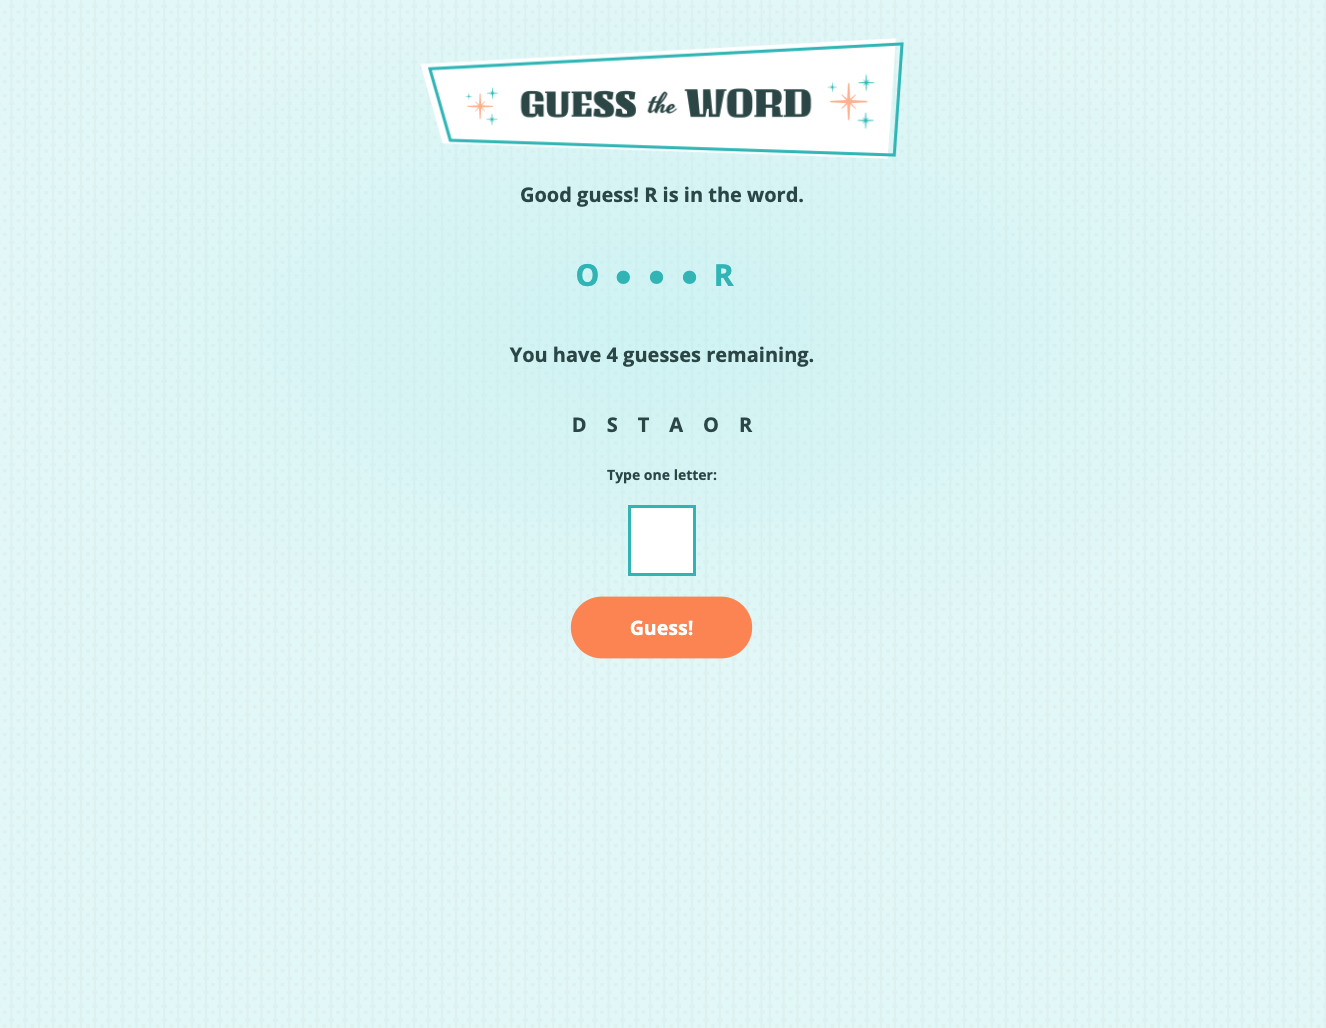 GUESS the WORD
Good guess! R is in the word.
O ● ● ● R
You have 4 guesses remaining.
D S T A O R
Type one letter:
Guess!